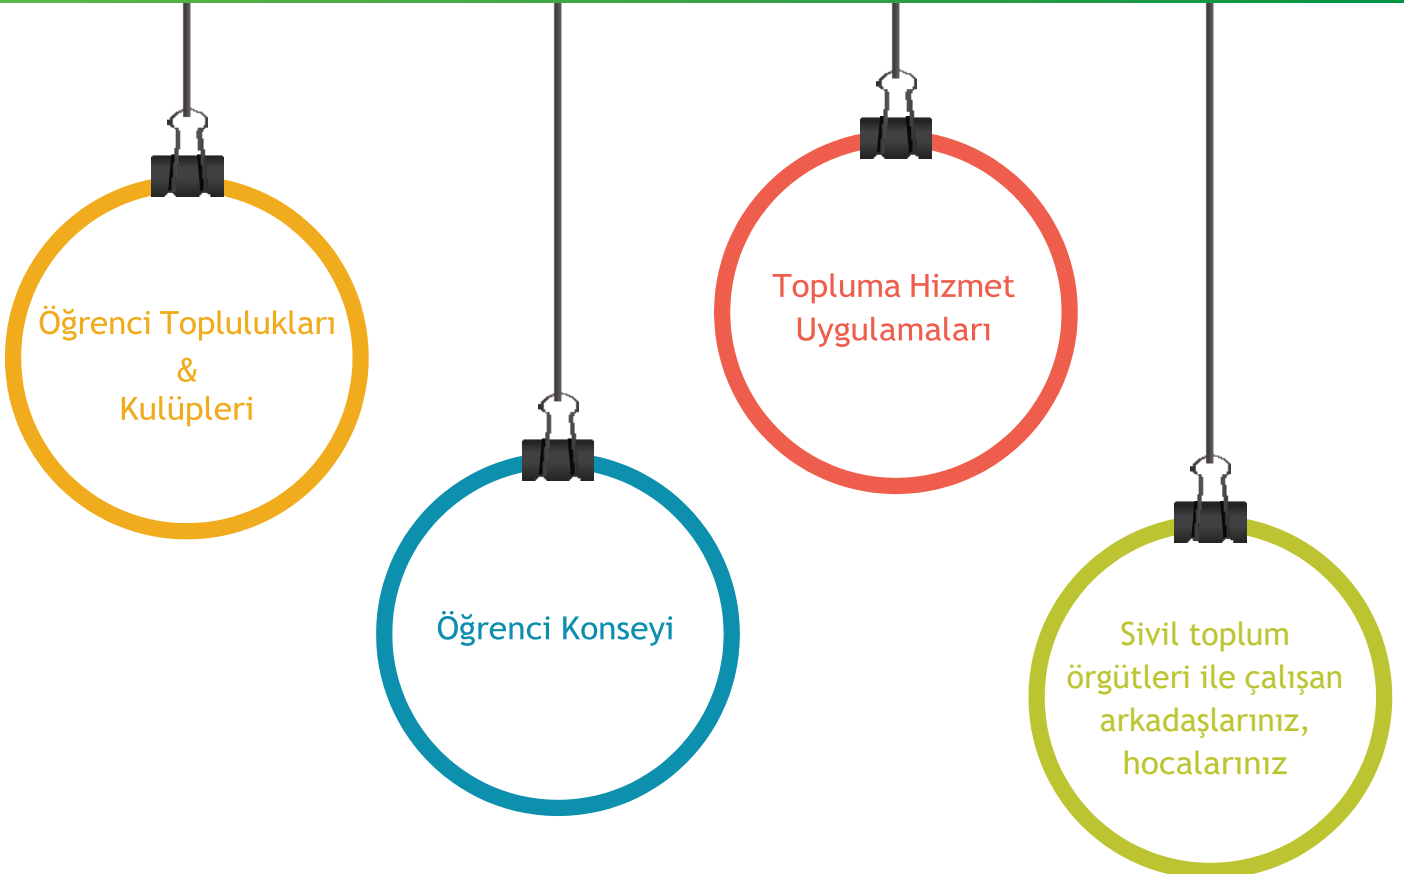 Öğrenci Toplulukları
&
Kulüpleri
Öğrenci Konseyi
Topluma Hizmet
Uygulamaları
Sivil toplum
örgütleri ile çalışan
arkadaşlarınız,
hocalarınız